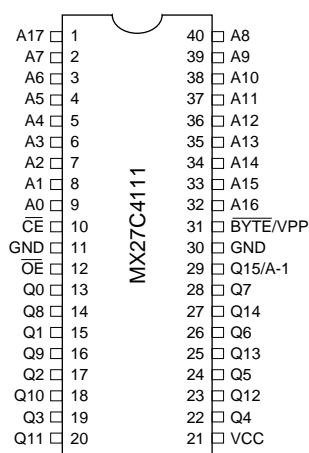 A17 1 40 A8
A7 2 39 A9
A6 3 38 A10
A5 4 37 A11
A4 5 36 A12
A3 6 35 A13
A2 7 34 A14
A1 8 33 A15
A0 9 32 A16
CE 10 31 BYTE/VPP
GND 11 30 GND
OE 12 29 Q15/A-1
Q0 13 28 Q7
Q8 14 27 Q14
Q1 15 26 Q6
Q9 16 25 Q13
Q2 17 24 Q5
Q10 18 23 Q12
Q3 19 22 Q4
Q11 20 21 VCC
MX27C4111